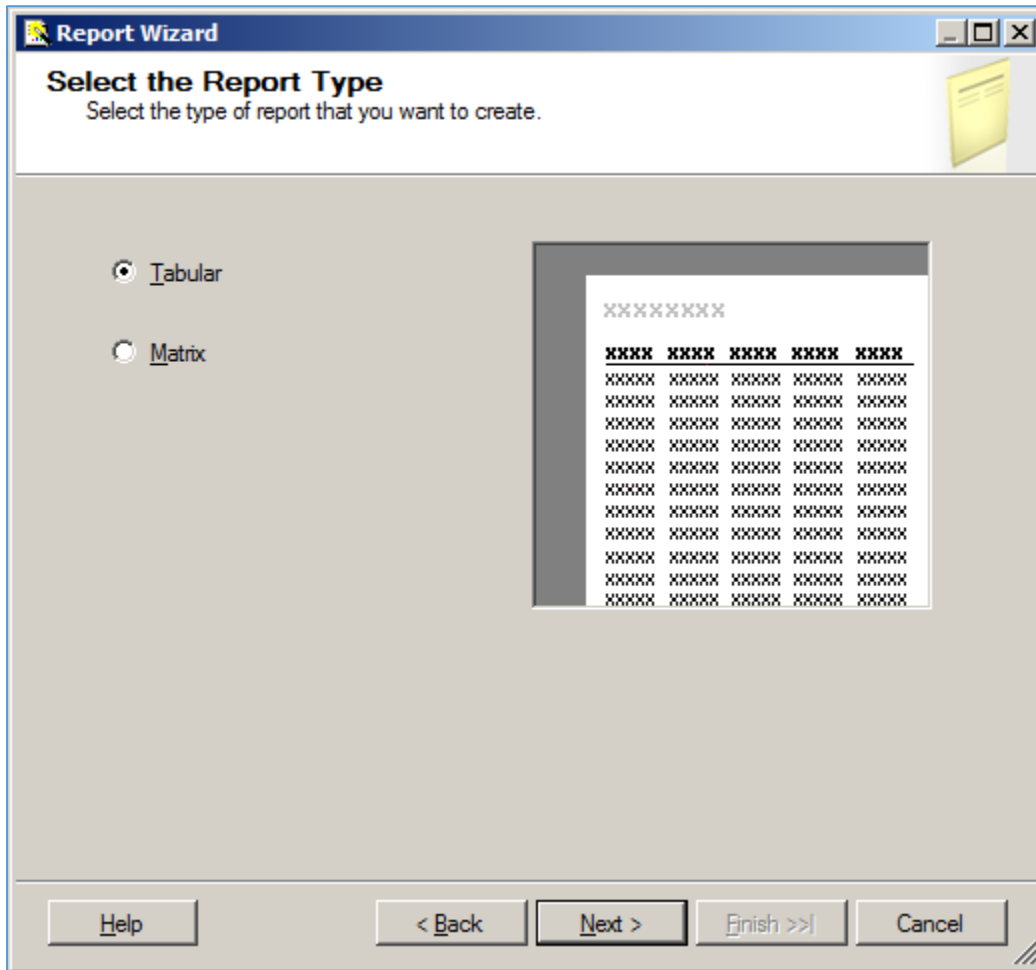 Report Wizard
Select the Report Type
Select the type of report that you want to create.
Tabular
Matrix
xxxxxxxx
xxxx xxxx xxxx xxxx xxxx
xxxxx xxxxx xxxxx xxxxx xxxxx
xxxxx xxxxx xxxxx xxxxx xxxxx
xxxxx xxxxx xxxxx xxxxx xxxxx
xxxxx xxxxx xxxxx xxxxx xxxxx
xxxxx xxxxx xxxxx xxxxx xxxxx
xxxxx xxxxx xxxxx xxxxx xxxxx
xxxxx xxxxx xxxxx xxxxx xxxxx
xxxxx xxxxx xxxxx xxxxx xxxxx
xxxxx xxxxx xxxxx xxxxx xxxxx
xxxxx xxxxx xxxxx xxxxx xxxxx
xxxxx xxxxx xxxxx xxxxx xxxxx
Help < Back Next > Finish >>| Cancel